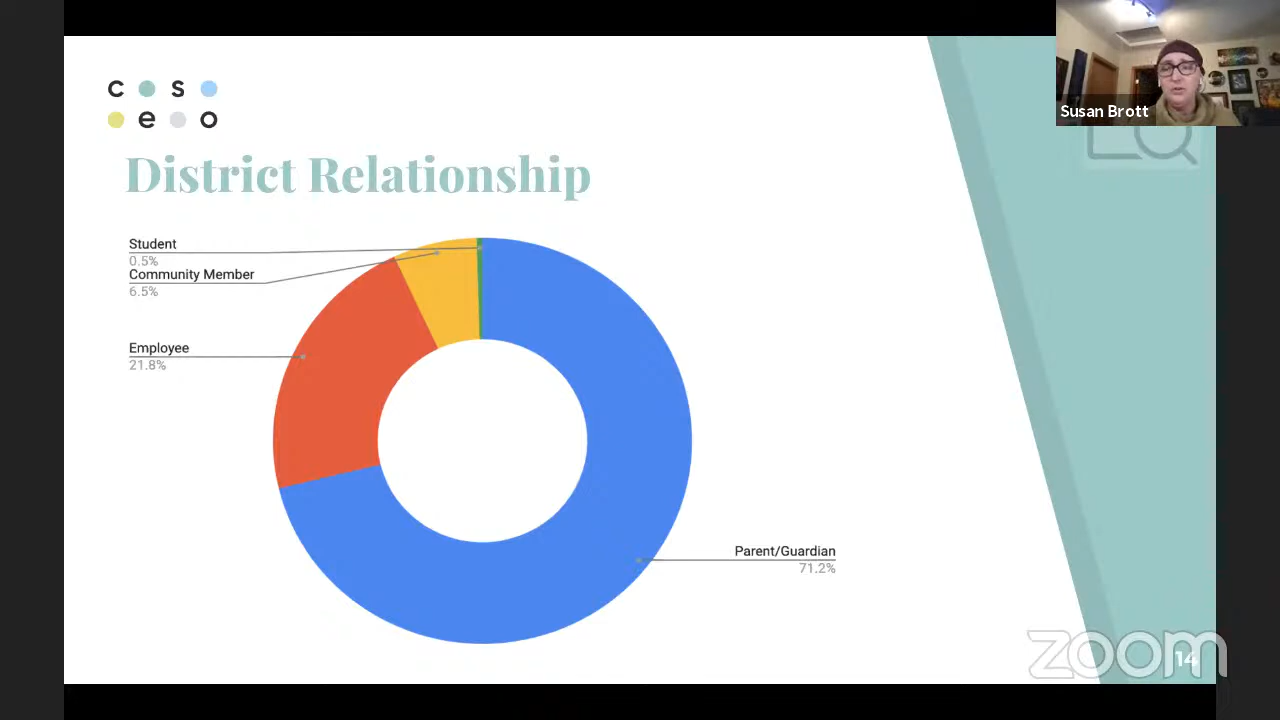 c s
e o
Susan Brott
District Relationship
Student
0.5%
Community Member
6.5%
Employee
21.8%
Parent/Guardian
71.2%
zoom
14